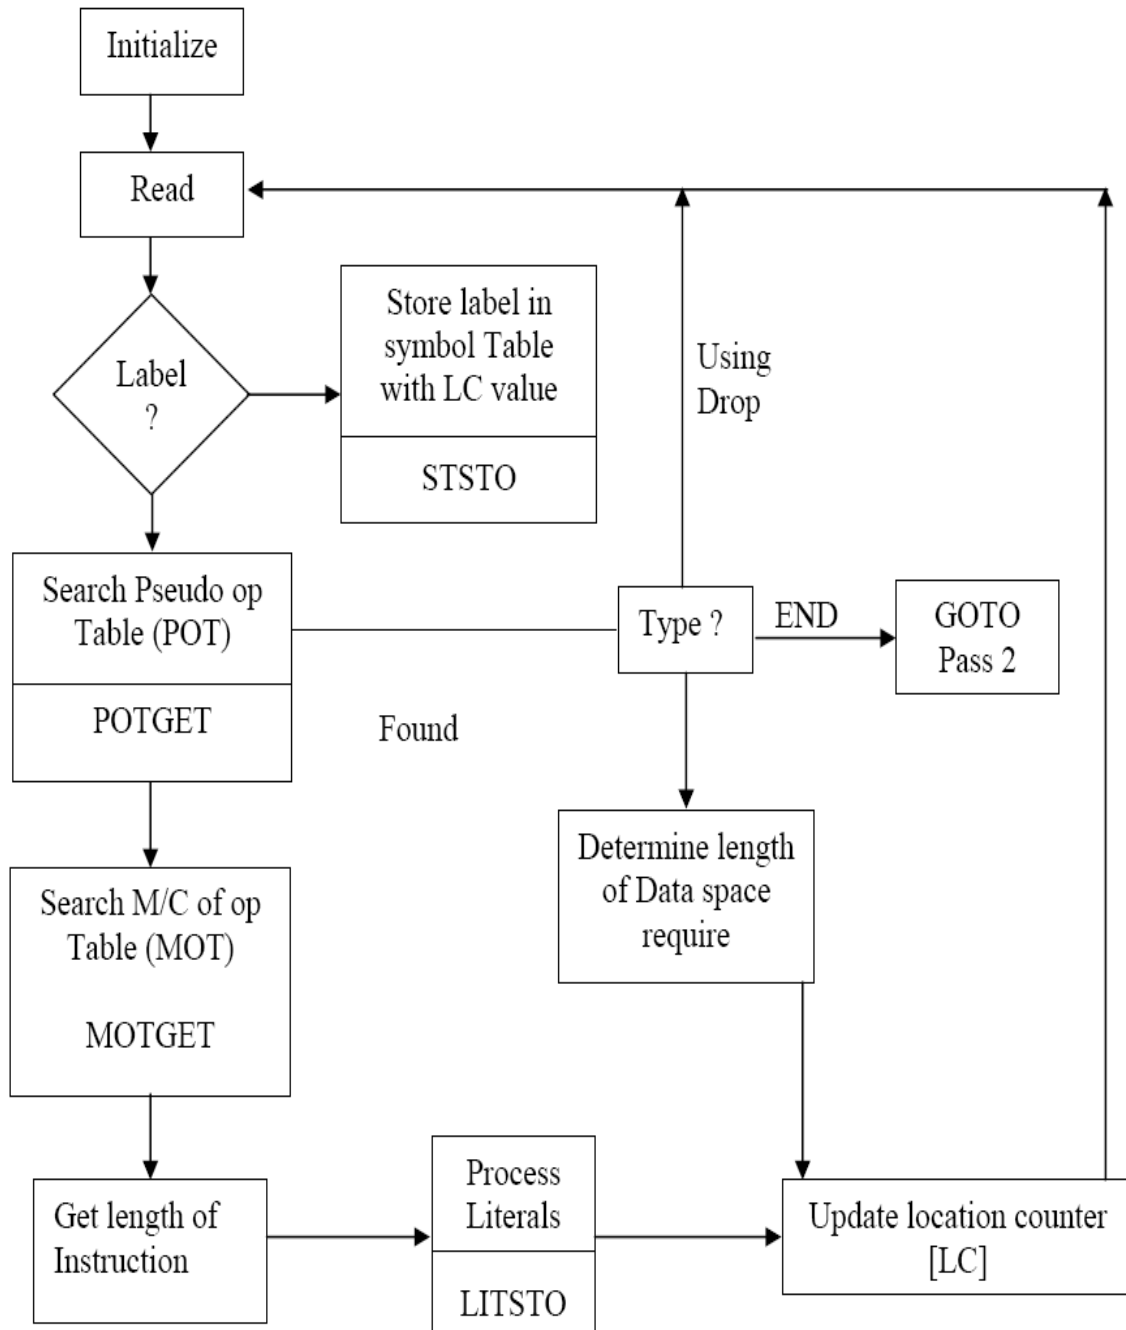 Initialize
Read
Label
?
Store label in
symbol Table
with LC value
STSTO
Using
Drop
Search Pseudo op
Table (POT)
POTGET
Found
Type ?
END
GOTO
Pass 2
Determine length
of Data space
require
Search M/C of op
Table (MOT)
MOTGET
Get length of
Instruction
Process
Literals
LITSTO
Update location counter
[LC]